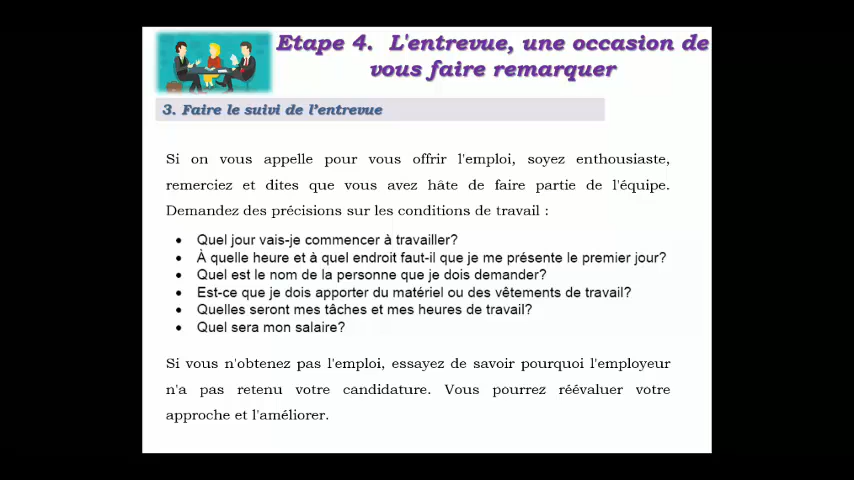 Etape 4. L'entrevue, une occasion de
vous faire remarquer
3. Faire le suivi de l'entrevue
Si on vous appelle pour vous offrir l'emploi, soyez enthousiaste,
remerciez et dites que vous avez hâte de faire partie de l'équipe.
Demandez des précisions sur les conditions de travail :
• Quel jour vais-je commencer à travailler?
• À quelle heure et à quel endroit faut-il que je me présente le premier jour?
• Quel est le nom de la personne que je dois demander?
• Est-ce que je dois apporter du matériel ou des vêtements de travail?
• Quelles seront mes tâches et mes heures de travail?
• Quel sera mon salaire?
Si vous n'obtenez pas l'emploi, essayez de savoir pourquoi l'employeur
n'a pas retenu votre candidature. Vous pourrez réévaluer votre
approche et l'améliorer.